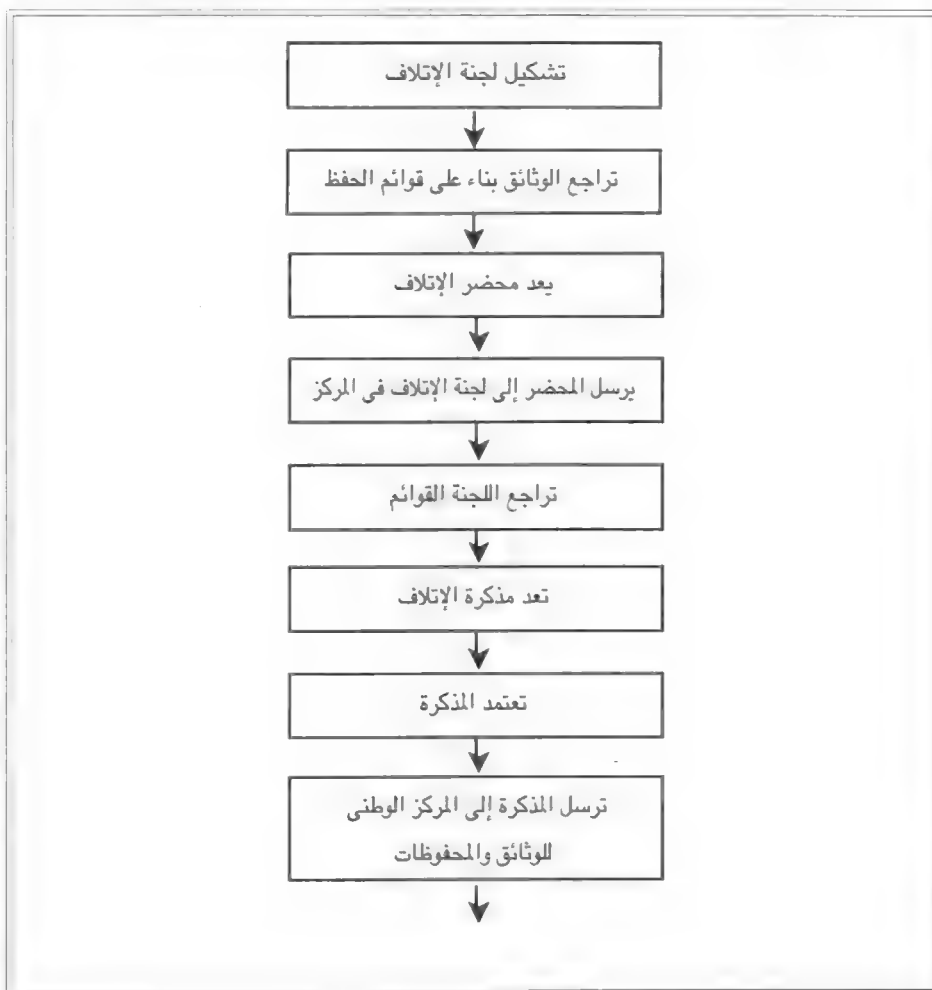 تشكيل لجنة الإتلاف
تراجع الوثائق بناء على قوائم الحفظ
يعد محضر الإتلاف
يرسل المحضر إلى لجنة الإتلاف في المركز
تراجع اللجنة القوائم
تعد مذكرة الإتلاف
تعتمد المذكرة
ترسل المذكرة إلى المركز الوطني
للوثائق والمحفوظات